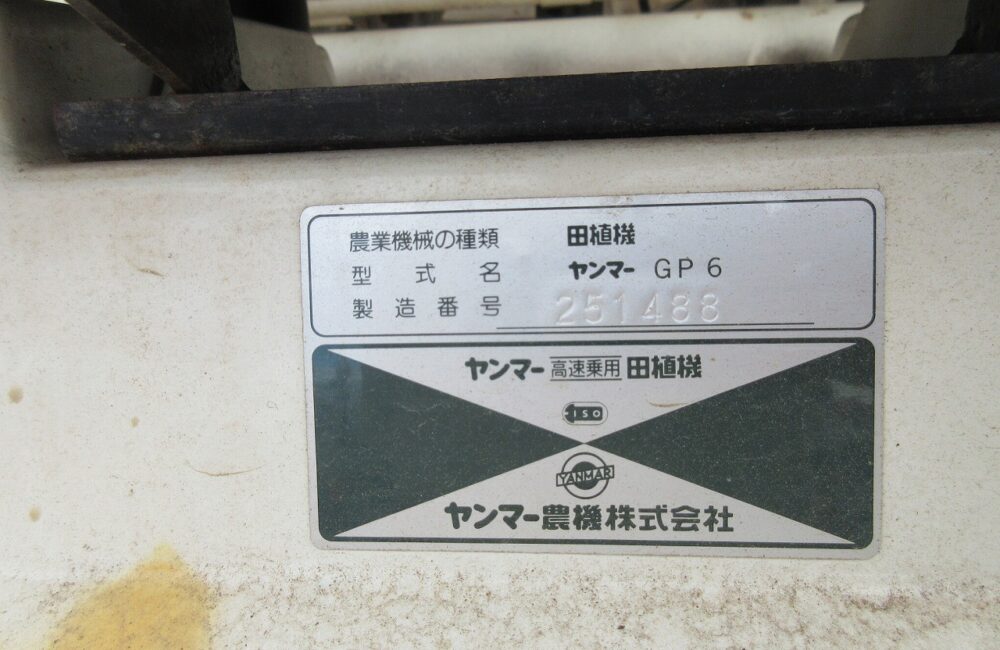 農業機械の種類 田植機
型式名 ヤンマー GP6
製造番号 251488
ヤンマー高速乗用田植機
ISO
YANMAR
ヤンマー農機株式会社